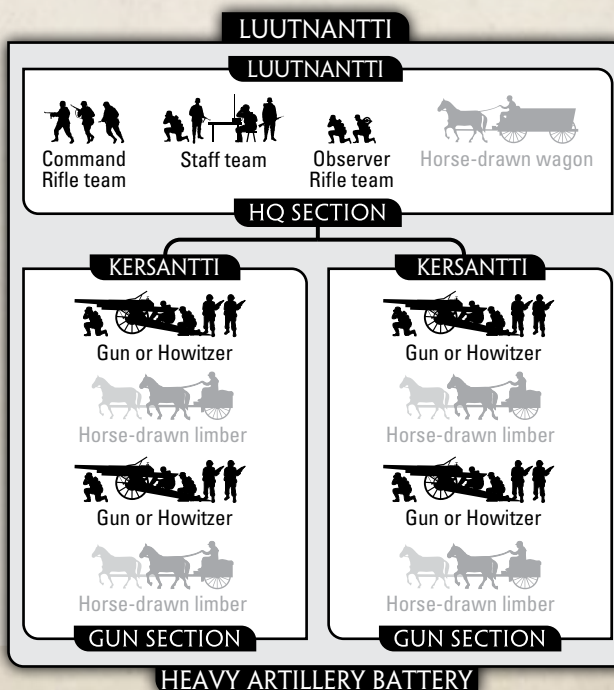 LUUTNANTTI
LUUTNANTTI
Command
Rifle team
Staff team
Observer
Rifle team
Horse-drawn wagon
HQ SECTION
KERSANTTI
Gun or Howitzer
Horse-drawn limber
Gun or Howitzer
Horse-drawn limber
GUN SECTION
KERSANTTI
Gun or Howitzer
Horse-drawn limber
Gun or Howitzer
Horse-drawn limber
GUN SECTION
HEAVY ARTILLERY BATTERY